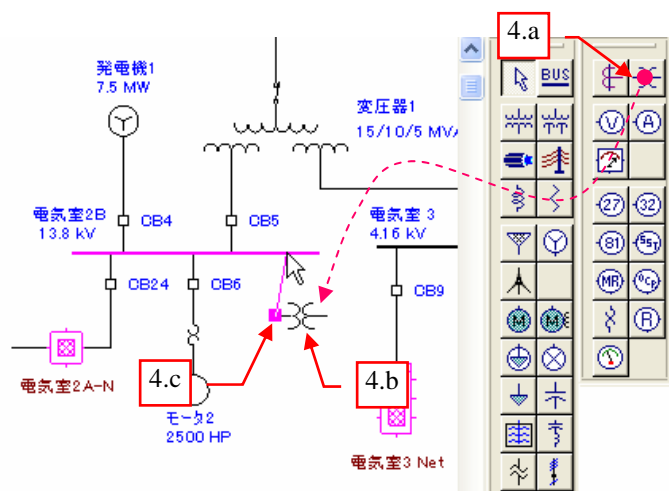 4.a
発電機1
7.5 MW
BUS
変圧器1
15/10/5 MVA
V
A
電気室2B
13.8 kV
CB4
CB5
電気室 3
4.16 kV
27
32
81
55T
MR
OCR
R
M
M
CB24
CB6
CB9
4.c
4.b
電気室2A-N
モータ2
2500 HP
電気室3 Net